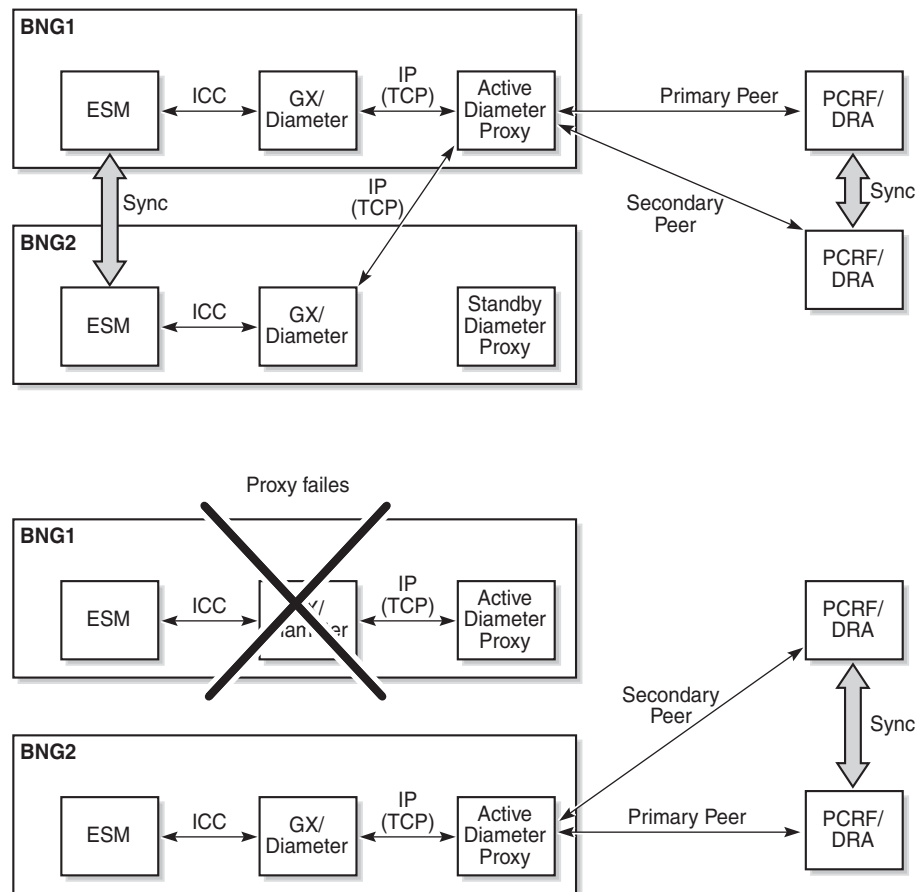 BNG1
ESM
ICC
GX/
Diameter
IP
(TCP)
Active
Diameter
Proxy
Primary Peer
PCRF/
DRA
Sync
IP
(TCP)
Secondary
Peer
Sync
BNG2
ESM
ICC
GX/
Diameter
Standby
Diameter
Proxy
PCRF/
DRA
Proxy failes
BNG1
ESM
ICC
IP
(TCP)
Active
Diameter
Proxy
PCRF/
DRA
Secondary
Peer
Sync
BNG2
ESM
ICC
GX/
Diameter
IP
(TCP)
Active
Diameter
Proxy
Primary Peer
PCRF/
DRA